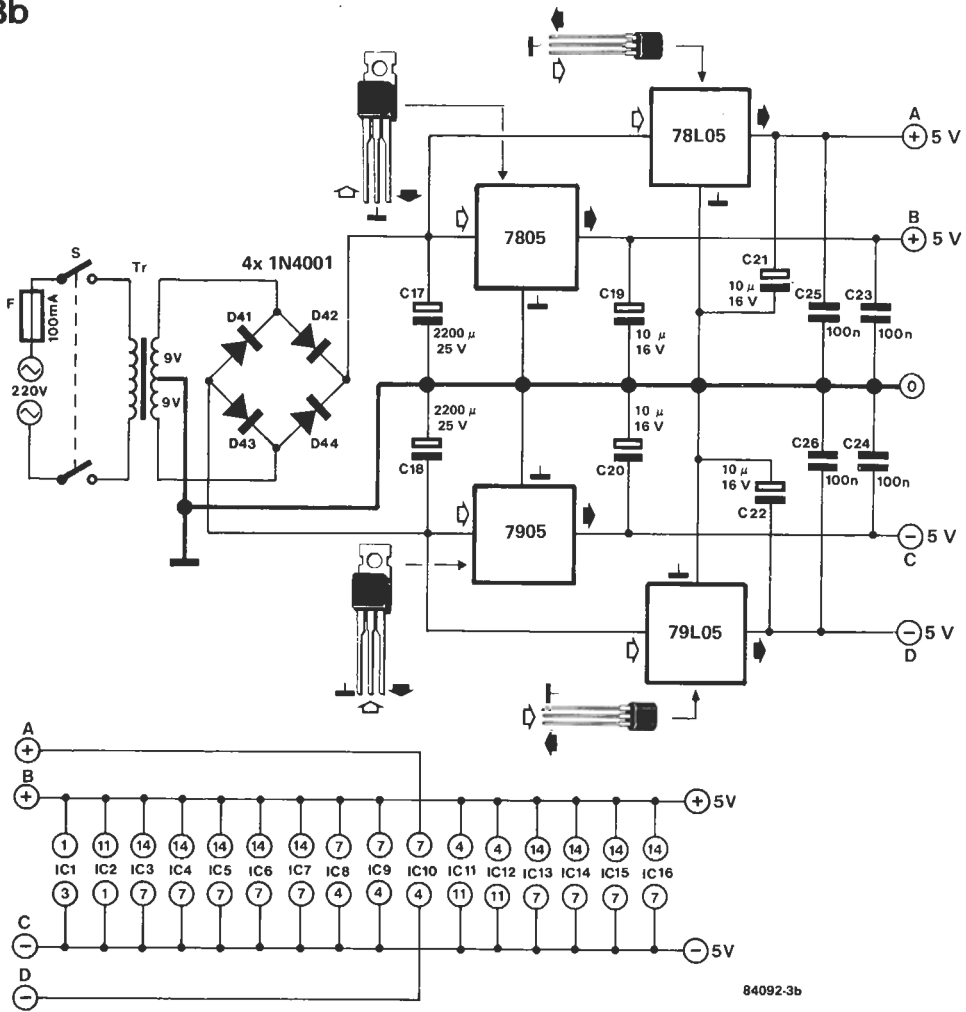 3b
A
78L05
+ 5 V
B
7805
+ 5 V
S
Tr
4x 1N4001
C21
10 µ
16 V
F
100mA
D41
D42
C17
2200 µ
25 V
C19
10 µ
16 V
C25
100n
C23
100n
9V
220V
9V
0
D43
D44
2200 µ
25 V
C18
10 µ
16 V
C20
C26
100n
C24
100n
10 µ
16 V
C22
7905
- 5 V
C
79L05
- 5 V
D
A
+
B
+
+ 5V
1 11 14 14 14 14 14 7 7 7 4 4 14 14 14 14
IC1 IC2 IC3 IC4 IC5 IC6 IC7 IC8 IC9 IC10 IC11 IC12 IC13 IC14 IC15 IC16
3 1 7 7 7 7 7 4 4 4 11 11 7 7 7 7
C
-
- 5V
D
-
84092-3b